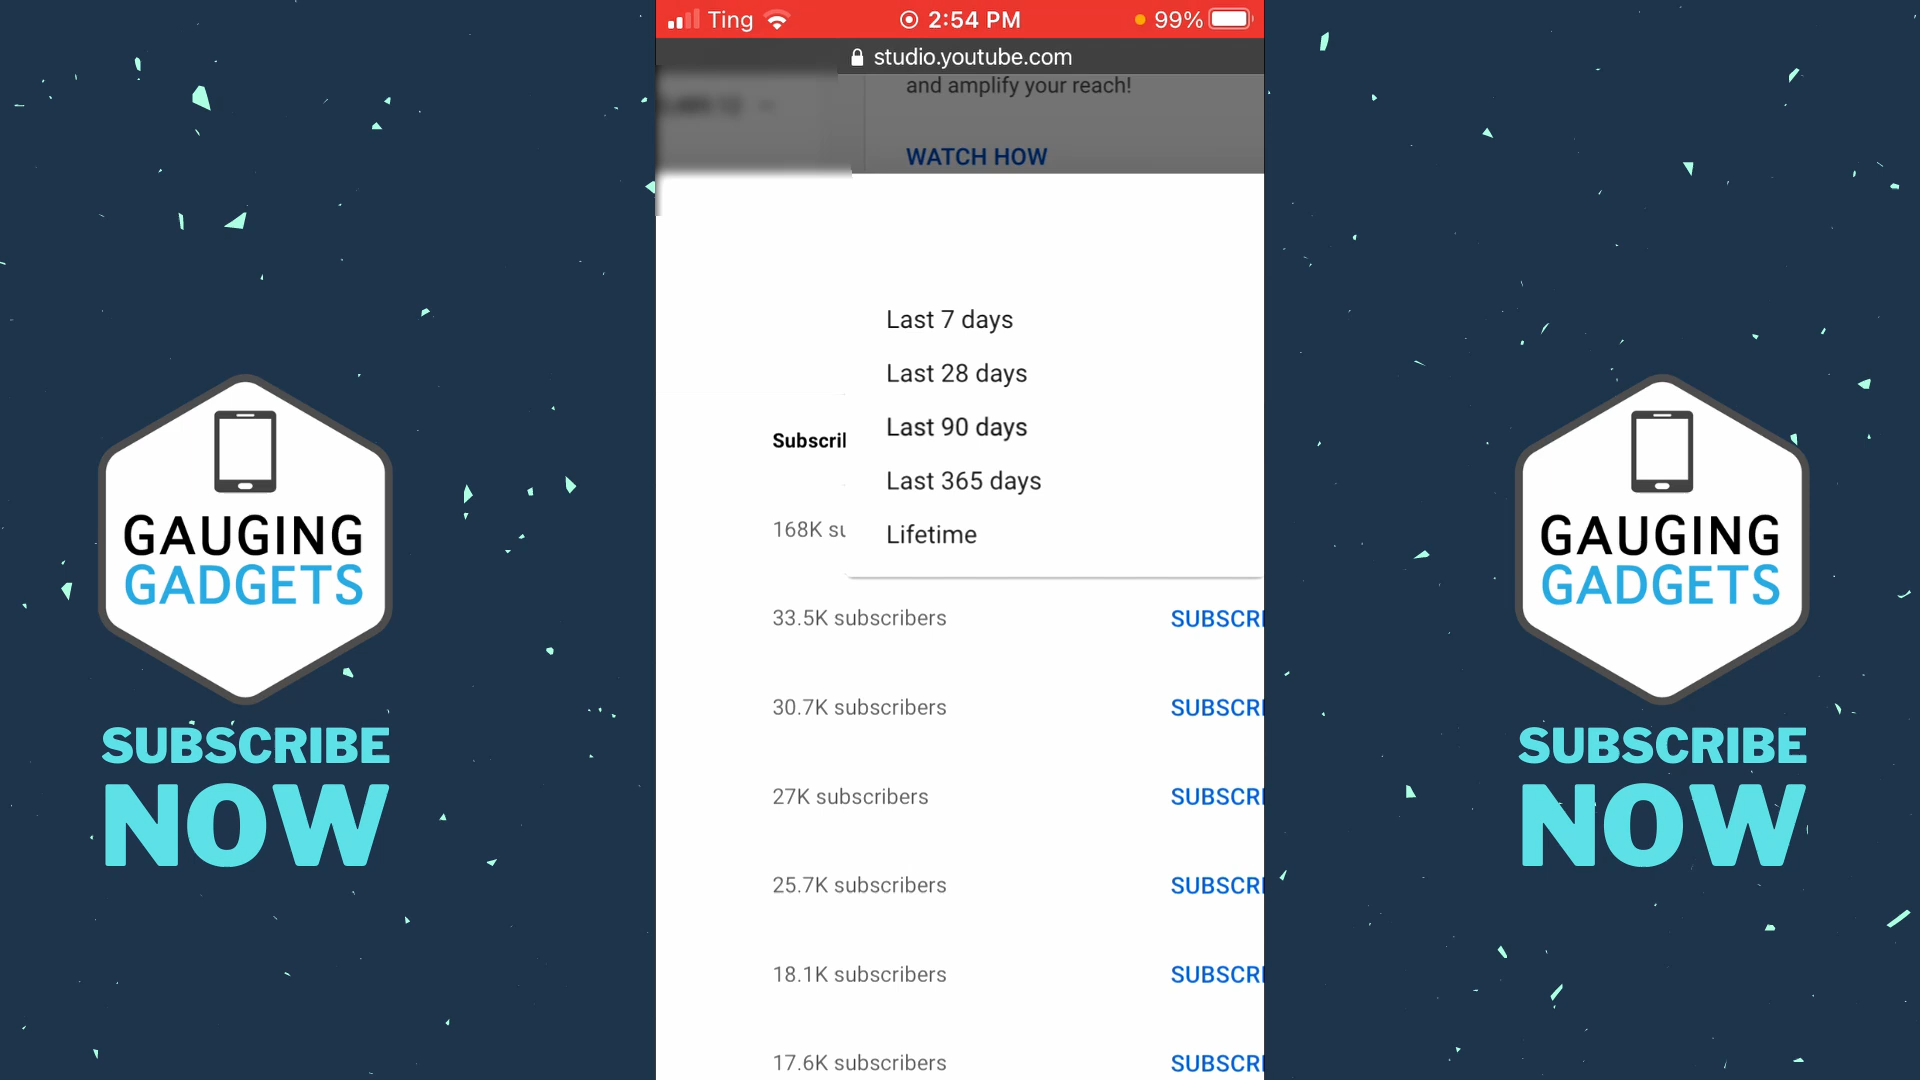 Ting
2:54 PM
99%
studio.youtube.com
and amplify your reach!
WATCH HOW
Last 7 days
Last 28 days
Last 90 days
Last 365 days
Lifetime
Subscril
168K su
33.5K subscribers
SUBSCRI
30.7K subscribers
SUBSCRI
27K subscribers
SUBSCRI
25.7K subscribers
SUBSCRI
18.1K subscribers
SUBSCRI
17.6K subscribers
SUBSCRI
GAUGING
GADGETS
SUBSCRIBE
NOW
GAUGING
GADGETS
SUBSCRIBE
NOW